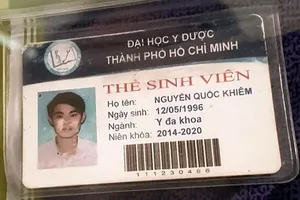 ĐẠI HỌC Y DƯỢC
THÀNH PHỐ HỒ CHÍ MINH
THẺ SINH VIÊN
Họ tên: NGUYỄN QUỐC KHIÊM
Ngày sinh: 12/05/1996
Ngành: Y đa khoa
Niên khóa: 2014-2020
111230486